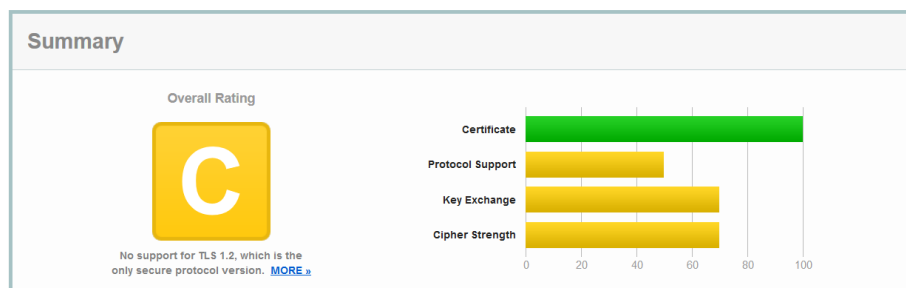 Summary
Overall Rating
C
No support for TLS 1.2, which is the
only secure protocol version. MORE »
Certificate
Protocol Support
Key Exchange
Cipher Strength
0 20 40 60 80 100